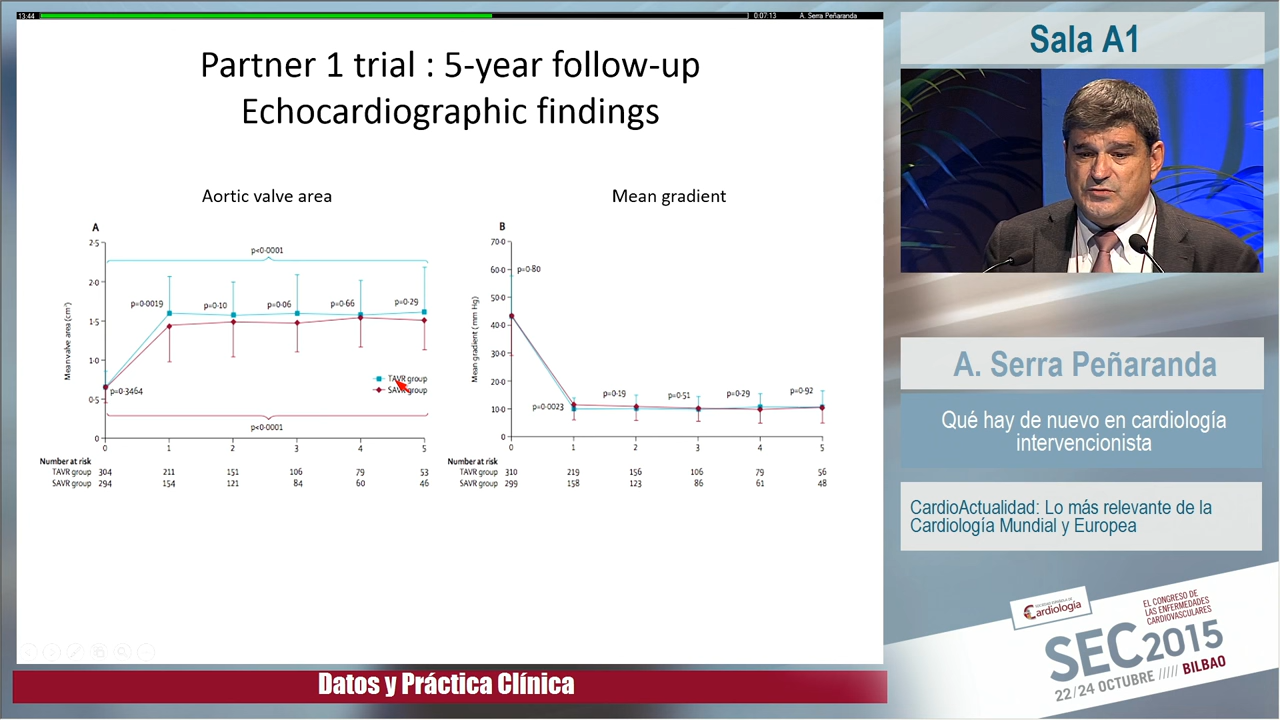 13:44
0:07:13
A. Serra Peñaranda
Partner 1 trial : 5-year follow-up
Echocardiographic findings
Aortic valve area
A
2·5
2·0
1·5
1·0
0·5
0
Mean valve area (cm²)
p<0·0001
p=0·0019
p=0·10
p=0·06
p=0·66
p=0·29
p=0·3464
TAVR group
SAVR group
p<0·0001
0 1 2 3 4 5
Number at risk
TAVR group 304 211 151 106 79 53
SAVR group 294 154 121 84 60 46
Mean gradient
B
70·0
60·0
50·0
40·0
30·0
20·0
10·0
0
Mean gradient (mm Hg)
p=0·80
p=0·0023
p=0·19
p=0·51
p=0·29
p=0·92
0 1 2 3 4 5
Number at risk
TAVR group 310 219 156 106 79 56
SAVR group 299 158 123 86 61 48
Datos y Práctica Clínica
Sala A1
A. Serra Peñaranda
Qué hay de nuevo en cardiología
intervencionista
CardioActualidad: Lo más relevante de la
Cardiología Mundial y Europea
SOCIEDAD ESPAÑOLA DE
Cardiología
EL CONGRESO DE
LAS ENFERMEDADES
CARDIOVASCULARES
SEC2015
22/24 OCTUBRE ///// BILBAO